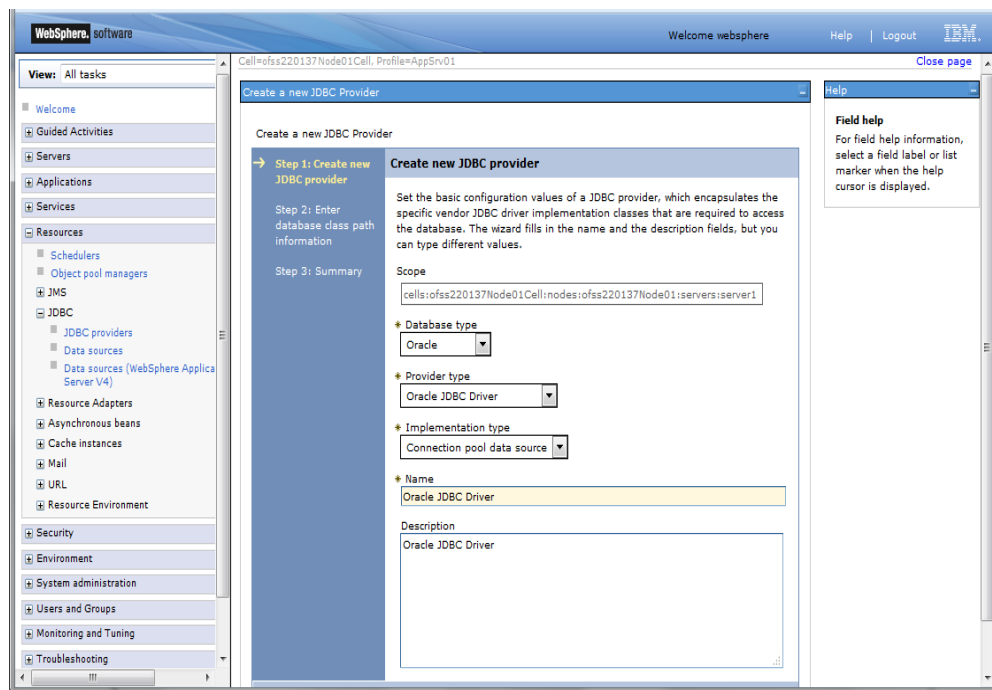 WebSphere. software
Welcome websphere
Help | Logout
IBM.
View: All tasks
Welcome
Guided Activities
Servers
Applications
Services
Resources
Schedulers
Object pool managers
JMS
JDBC
JDBC providers
Data sources
Data sources (WebSphere Applica
Server V4)
Resource Adapters
Asynchronous beans
Cache instances
Mail
URL
Resource Environment
Security
Environment
System administration
Users and Groups
Monitoring and Tuning
Troubleshooting
Cell=ofss220137Node01Cell, Profile=AppSrv01
Close page
Create a new JDBC Provider
Create a new JDBC Provider
Step 1: Create new
JDBC provider
Step 2: Enter
database class path
information
Step 3: Summary
Create new JDBC provider
Set the basic configuration values of a JDBC provider, which encapsulates the
specific vendor JDBC driver implementation classes that are required to access
the database. The wizard fills in the name and the description fields, but you
can type different values.
Scope
cells:ofss220137Node01Cell:nodes:ofss220137Node01:servers:server1
* Database type
Oracle
* Provider type
Oracle JDBC Driver
* Implementation type
Connection pool data source
* Name
Oracle JDBC Driver
Description
Oracle JDBC Driver
Help
Field help
For field help information,
select a field label or list
marker when the help
cursor is displayed.